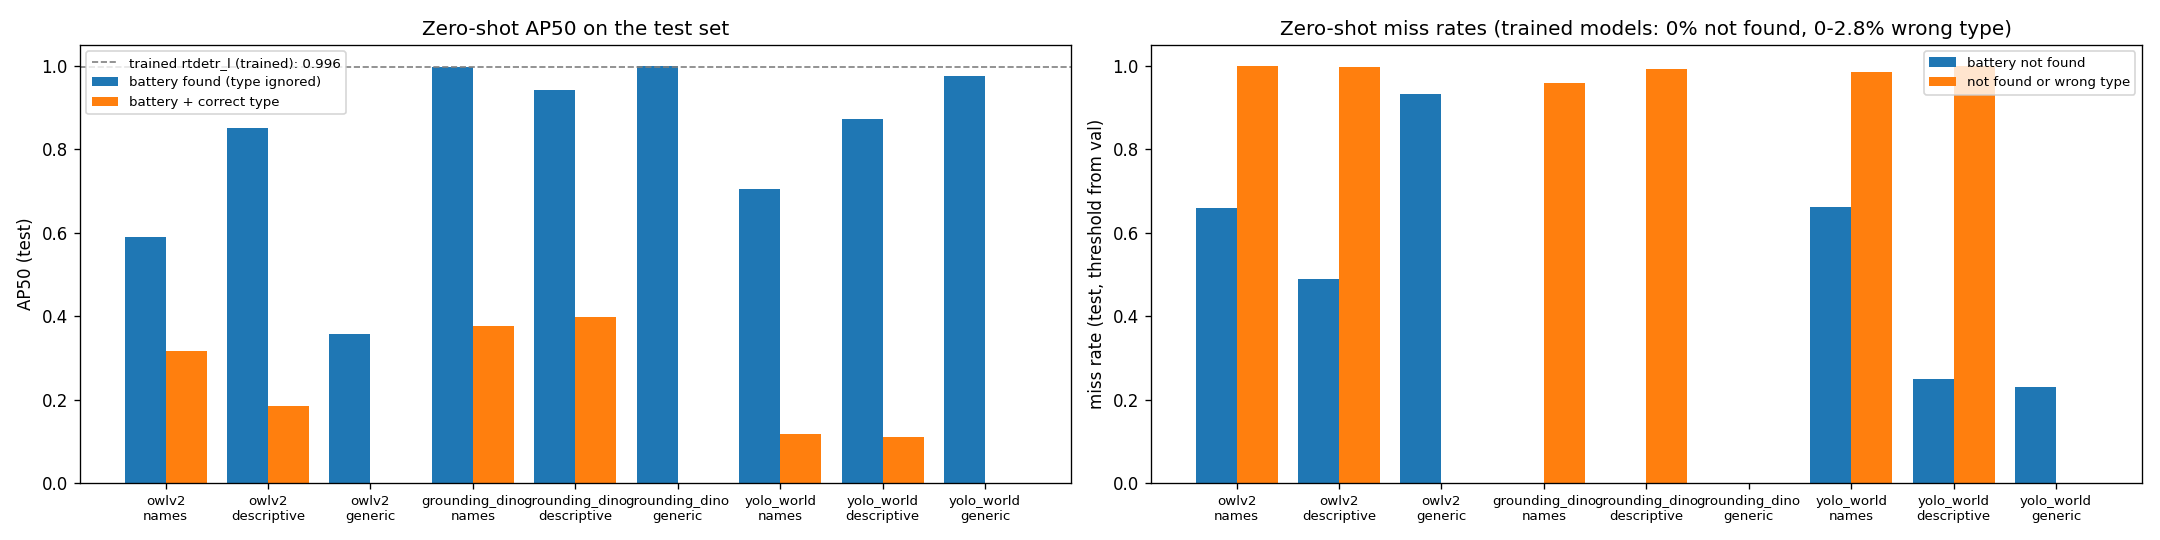 Zero-shot AP50 on the test set
AP50 (test)
1.0
0.8
0.6
0.4
0.2
0.0
trained rtdetr_l (trained): 0.996
battery found (type ignored)
battery + correct type
owlv2
names
owlv2
descriptive
owlv2
generic
grounding_dino
names
grounding_dino
descriptive
grounding_dino
generic
yolo_world
names
yolo_world
descriptive
yolo_world
generic
Zero-shot miss rates (trained models: 0% not found, 0-2.8% wrong type)
miss rate (test, threshold from val)
1.0
0.8
0.6
0.4
0.2
0.0
battery not found
not found or wrong type
owlv2
names
owlv2
descriptive
owlv2
generic
grounding_dino
names
grounding_dino
descriptive
grounding_dino
generic
yolo_world
names
yolo_world
descriptive
yolo_world
generic